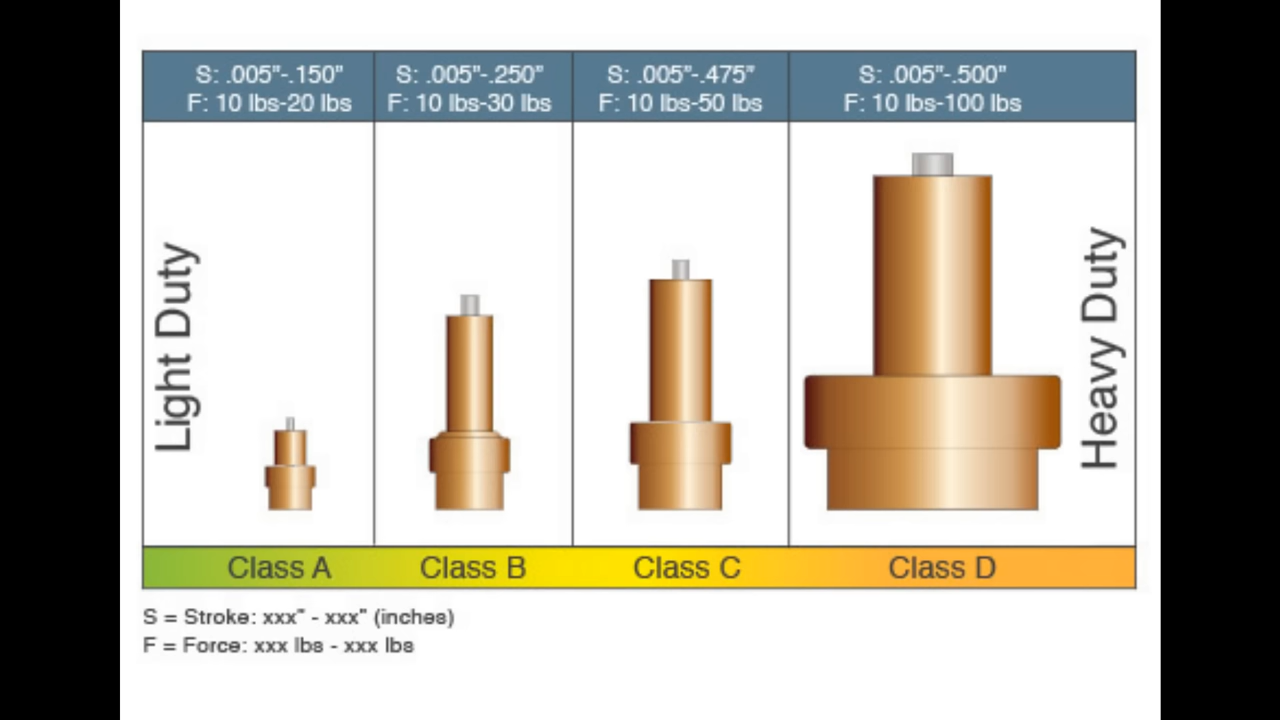 S: .005"-.150"
F: 10 lbs-20 lbs
S: .005"-.250"
F: 10 lbs-30 lbs
S: .005"-.475"
F: 10 lbs-50 lbs
S: .005"-.500"
F: 10 lbs-100 lbs
Light Duty
Heavy Duty
Class A
Class B
Class C
Class D
S = Stroke: xxx" - xxx" (inches)
F = Force: xxx lbs - xxx lbs